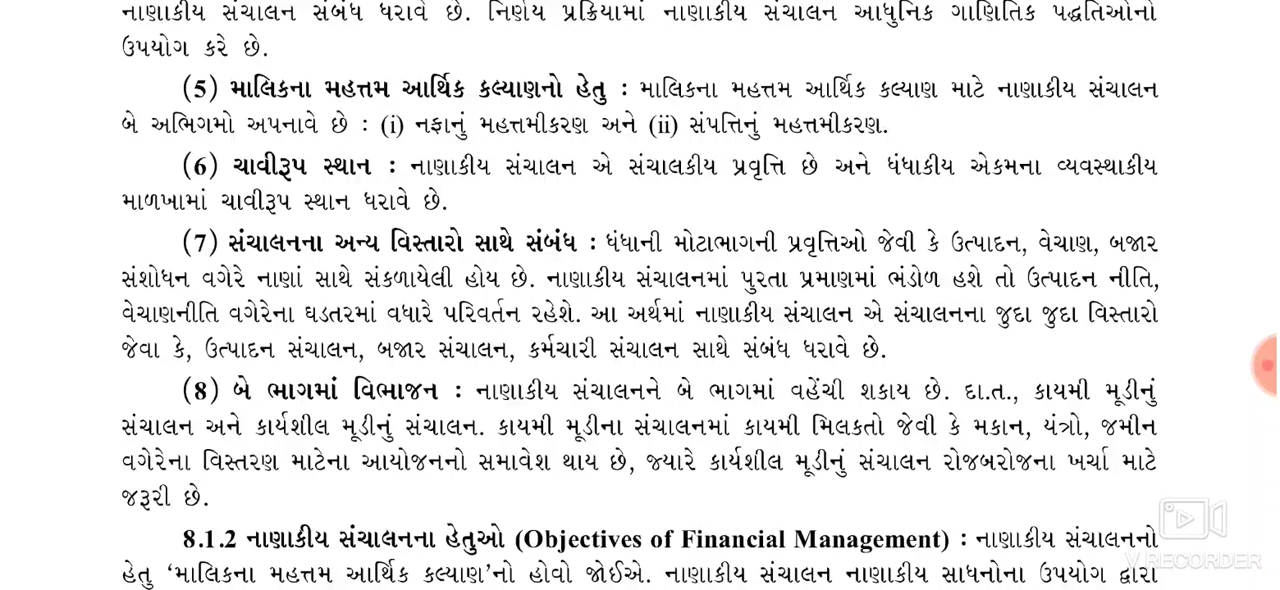 નાણાકીય સંચાલન સંબંધ ધરાવે છે. નિર્ણય પ્રક્રિયામાં નાણાકીય સંચાલન આધુનિક ગાણિતિક પદ્ધતિઓનો
ઉપયોગ કરે છે.
(5) માલિકના મહત્તમ આર્થિક કલ્યાણનો હેતુ : માલિકના મહત્તમ આર્થિક કલ્યાણ માટે નાણાકીય સંચાલન
બે અભિગમો અપનાવે છે : (i) નફાનું મહત્તમીકરણ અને (ii) સંપત્તિનું મહત્તમીકરણ.
(6) ચાવીરૂપ સ્થાન : નાણાકીય સંચાલન એ સંચાલકીય પ્રવૃત્તિ છે અને ધંધાકીય એકમના વ્યવસ્થાકીય
માળખામાં ચાવીરૂપ સ્થાન ધરાવે છે.
(7) સંચાલનના અન્ય વિસ્તારો સાથે સંબંધ : ધંધાની મોટાભાગની પ્રવૃત્તિઓ જેવી કે ઉત્પાદન, વેચાણ, બજાર
સંશોધન વગેરે નાણાં સાથે સંકળાયેલી હોય છે. નાણાકીય સંચાલનમાં પુરતા પ્રમાણમાં ભંડોળ હશે તો ઉત્પાદન નીતિ,
વેચાણનીતિ વગેરેના ઘડતરમાં વધારે પરિવર્તન રહેશે. આ અર્થમાં નાણાકીય સંચાલન એ સંચાલનના જુદા જુદા વિસ્તારો
જેવા કે, ઉત્પાદન સંચાલન, બજાર સંચાલન, કર્મચારી સંચાલન સાથે સંબંધ ધરાવે છે.
(8) બે ભાગમાં વિભાજન : નાણાકીય સંચાલનને બે ભાગમાં વહેંચી શકાય છે. દા.ત., કાયમી મૂડીનું
સંચાલન અને કાર્યશીલ મૂડીનું સંચાલન. કાયમી મૂડીના સંચાલનમાં કાયમી મિલકતો જેવી કે મકાન, યંત્રો, જમીન
વગેરેના વિસ્તરણ માટેના આયોજનનો સમાવેશ થાય છે, જ્યારે કાર્યશીલ મૂડીનું સંચાલન રોજબરોજના ખર્ચા માટે
જરૂરી છે.
8.1.2 નાણાકીય સંચાલનના હેતુઓ (Objectives of Financial Management) : નાણાકીય સંચાલનનો
હેતુ ‘માલિકના મહત્તમ આર્થિક કલ્યાણ’નો હોવો જોઈએ. નાણાકીય સંચાલન નાણાકીય સાધનોના ઉપયોગ દ્વારા
V RECORDER